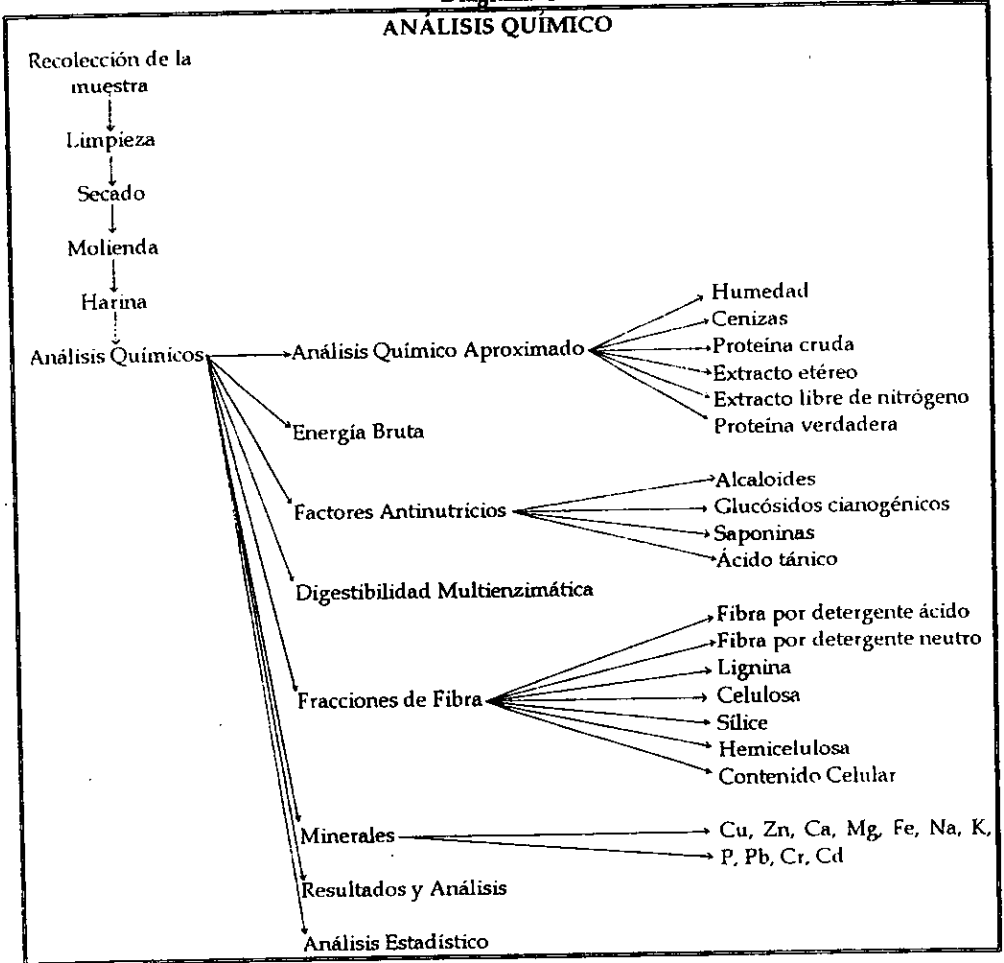 ANÁLISIS QUÍMICO
Recolección de la
muestra
Limpieza
Secado
Molienda
Harina
Análisis Químicos
Análisis Químico Aproximado
Humedad
Cenizas
Proteína cruda
Extracto etéreo
Extracto libre de nitrógeno
Proteína verdadera
Energía Bruta
Factores Antinutricios
Alcaloides
Glucósidos cianogénicos
Saponinas
Ácido tánico
Digestibilidad Multienzimática
Fracciones de Fibra
Fibra por detergente ácido
Fibra por detergente neutro
Lignina
Celulosa
Sílice
Hemicelulosa
Contenido Celular
Minerales
Cu, Zn, Ca, Mg, Fe, Na, K,
P, Pb, Cr, Cd
Resultados y Análisis
Análisis Estadístico